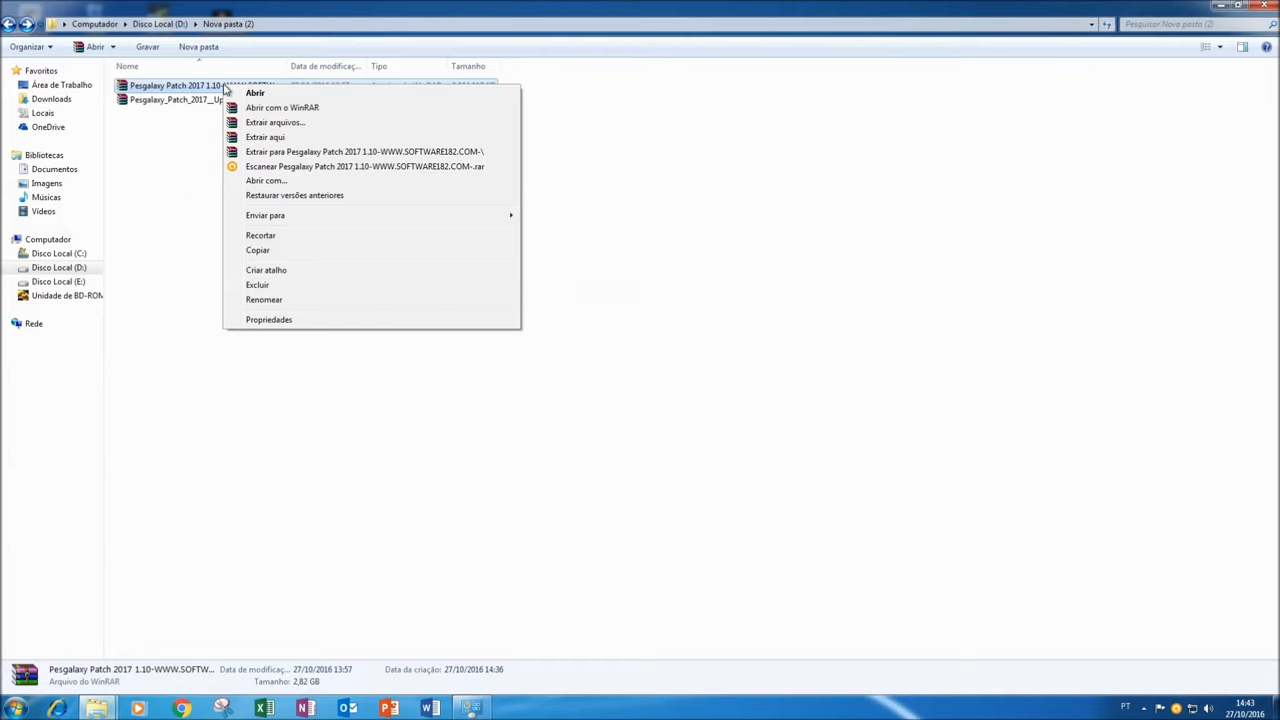 Computador ▸ Disco Local (D:) ▸ Nova pasta (2)
Pesquisar Nova pasta (2)
Organizar
Abrir
Gravar
Nova pasta
Nome
Data de modificaç...
Tipo
Tamanho
Favoritos
Área de Trabalho
Downloads
Locais
OneDrive
Bibliotecas
Documentos
Imagens
Músicas
Vídeos
Computador
Disco Local (C:)
Disco Local (D:)
Disco Local (E:)
Unidade de BD-ROM
Rede
Pesgalaxy Patch 2017 1.10-WWW.SOFTW...
Pesgalaxy_Patch_2017__Up
Abrir
Abrir com o WinRAR
Extrair arquivos...
Extrair aqui
Extrair para Pesgalaxy Patch 2017 1.10-WWW.SOFTWARE182.COM-\
Escanear Pesgalaxy Patch 2017 1.10-WWW.SOFTWARE182.COM-.rar
Abrir com...
Restaurar versões anteriores
Enviar para
Recortar
Copiar
Criar atalho
Excluir
Renomear
Propriedades
Pesgalaxy Patch 2017 1.10-WWW.SOFTW...
Data de modificaç... 27/10/2016 13:57
Data da criação: 27/10/2016 14:36
Arquivo do WinRAR
Tamanho: 2,82 GB
PT
14:43
27/10/2016